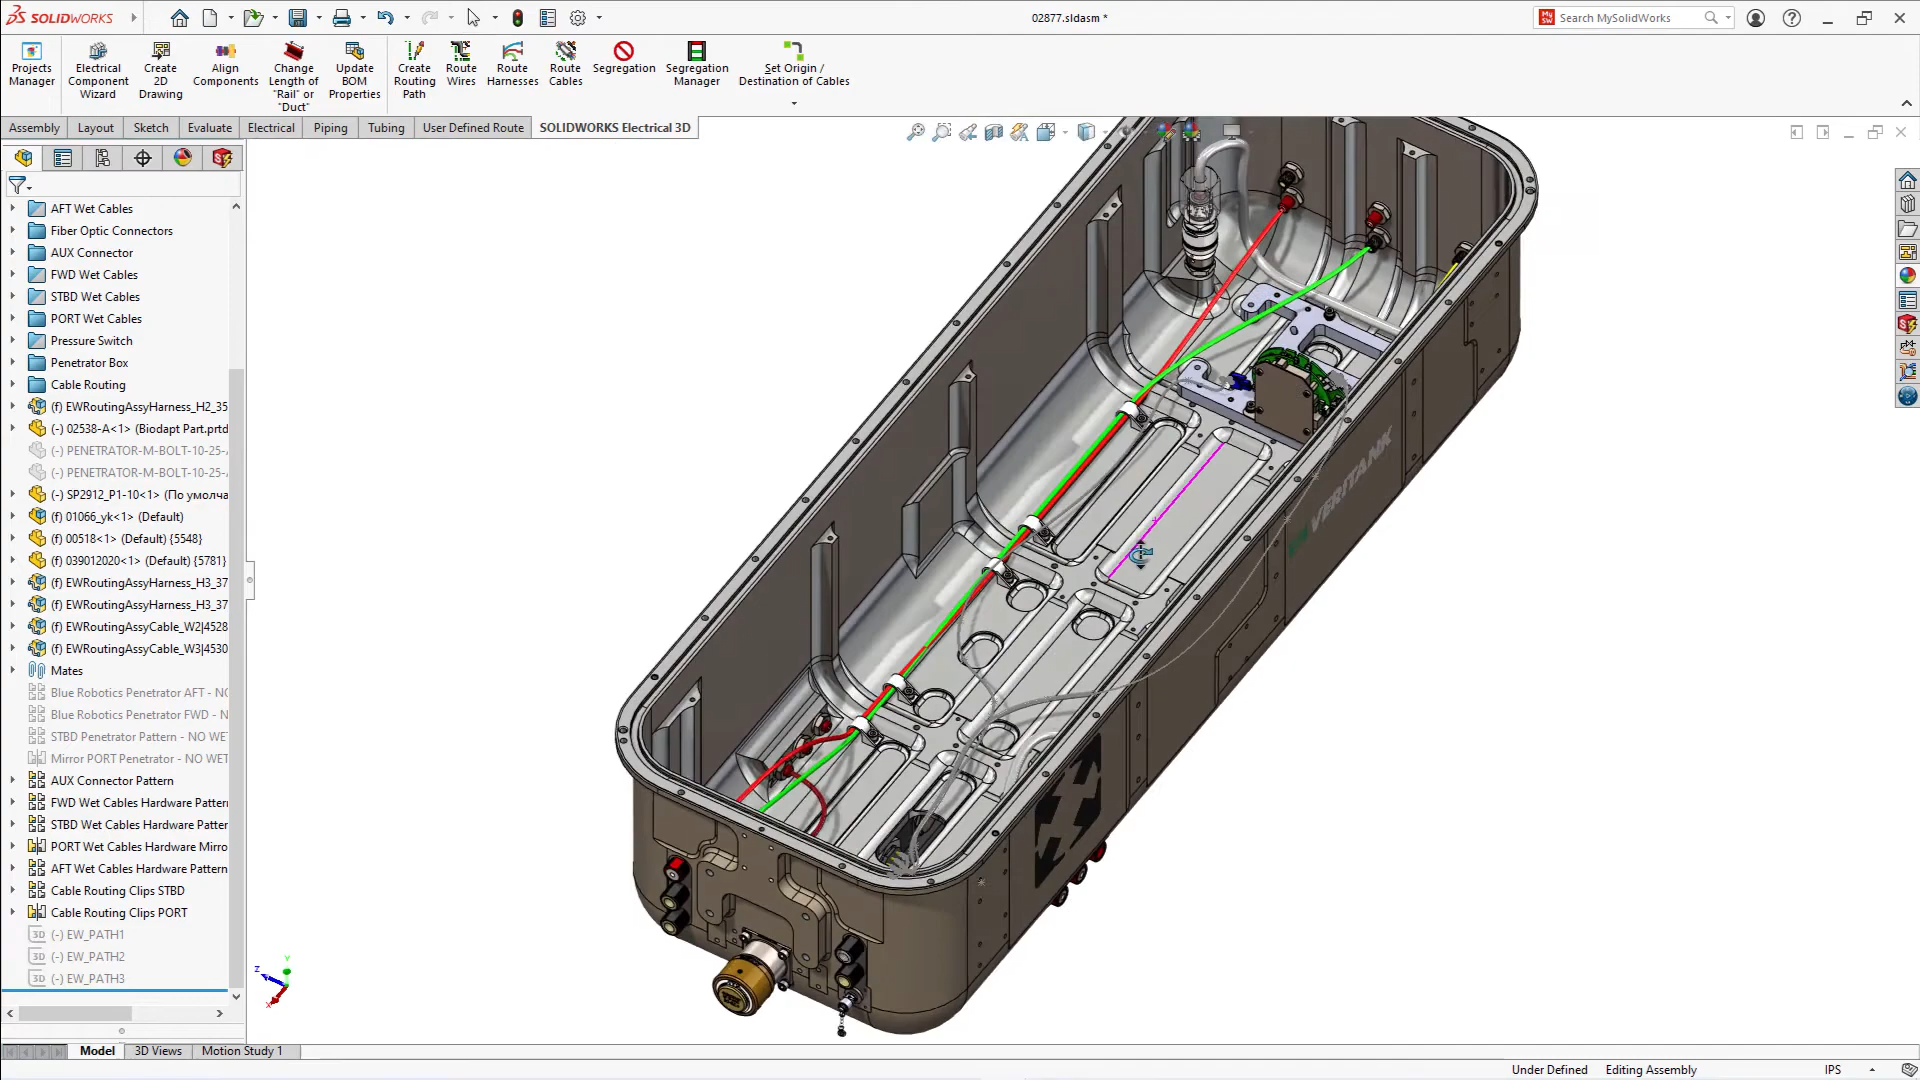 SOLIDWORKS
02877.sldasm *
Search MySolidWorks
Projects Manager
Electrical Component Wizard
Create 2D Drawing
Align Components
Change Length of "Rail" or "Duct"
Update BOM Properties
Create Routing Path
Route Wires
Route Harnesses
Route Cables
Segregation
Segregation Manager
Set Origin / Destination of Cables
Assembly
Layout
Sketch
Evaluate
Electrical
Piping
Tubing
User Defined Route
SOLIDWORKS Electrical 3D
AFT Wet Cables
Fiber Optic Connectors
AUX Connector
FWD Wet Cables
STBD Wet Cables
PORT Wet Cables
Pressure Switch
Penetrator Box
Cable Routing
(f) EWRoutingAssyHarness_H2_35
(-) 02538-A<1> (Biodapt Part.prtd
(-) PENETRATOR-M-BOLT-10-25-
(-) PENETRATOR-M-BOLT-10-25-
(-) SP2912_P1-10<1> (По умолча
(f) 01066_yk<1> (Default)
(f) 00518<1> (Default) {5548}
(f) 039012020<1> (Default) {5781}
(f) EWRoutingAssyHarness_H3_37
(f) EWRoutingAssyHarness_H3_37
(f) EWRoutingAssyCable_W2|4528
(f) EWRoutingAssyCable_W3|4530
Mates
Blue Robotics Penetrator AFT - NO
Blue Robotics Penetrator FWD - N
STBD Penetrator Pattern - NO WET
Mirror PORT Penetrator - NO WET
AUX Connector Pattern
FWD Wet Cables Hardware Pattern
STBD Wet Cables Hardware Patter
PORT Wet Cables Hardware Mirro
AFT Wet Cables Hardware Pattern
Cable Routing Clips STBD
Cable Routing Clips PORT
(-) EW_PATH1
(-) EW_PATH2
(-) EW_PATH3
VERITANK
Z
Y
X
Model
3D Views
Motion Study 1
Under Defined
Editing Assembly
IPS